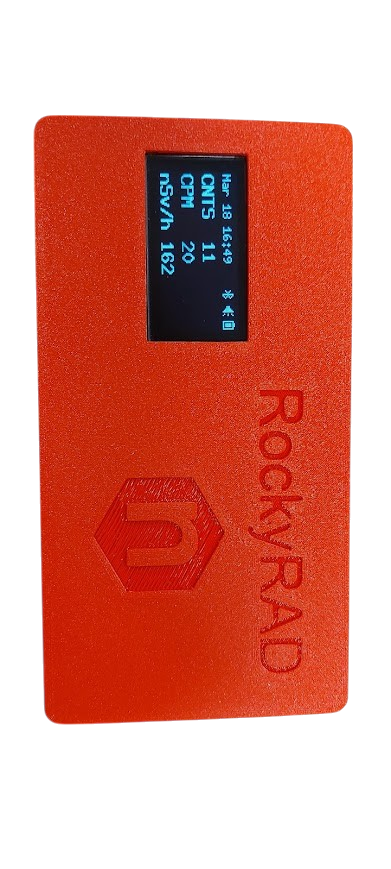 Mar 18 16:49
CNTS 11
CPM 20
nSv/h 162
RockyRAD
n